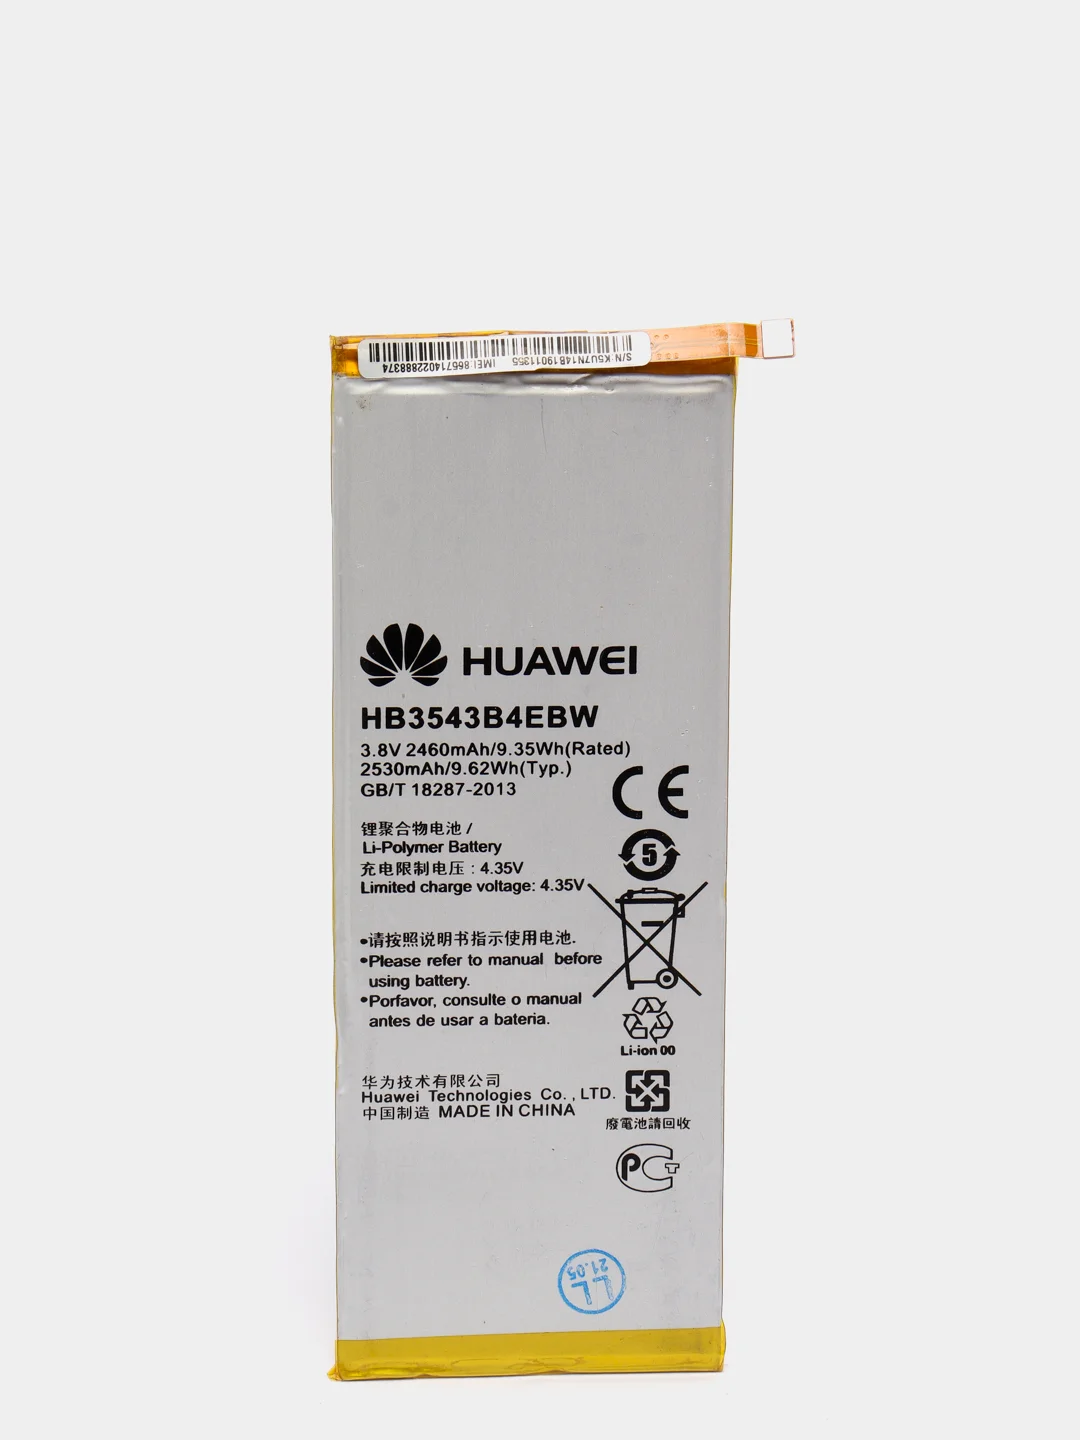 S/N:K5U7N14B19011355 IMEI:866714022888374
HUAWEI
HB3543B4EBW
3.8V 2460mAh/9.35Wh(Rated)
2530mAh/9.62Wh(Typ.)
GB/T 18287-2013
CE
锂聚合物电池 /
Li-Polymer Battery
5
充电限制电压 : 4.35V
Limited charge voltage: 4.35V
•请按照说明书指示使用电池.
•Please refer to manual before
using battery.
•Porfavor, consulte o manual
antes de usar a bateria.
Li-ion 00
华为技术有限公司
Huawei Technologies Co. , LTD.
中国制造 MADE IN CHINA
廢電池請回收
РСТ
LL
21.05